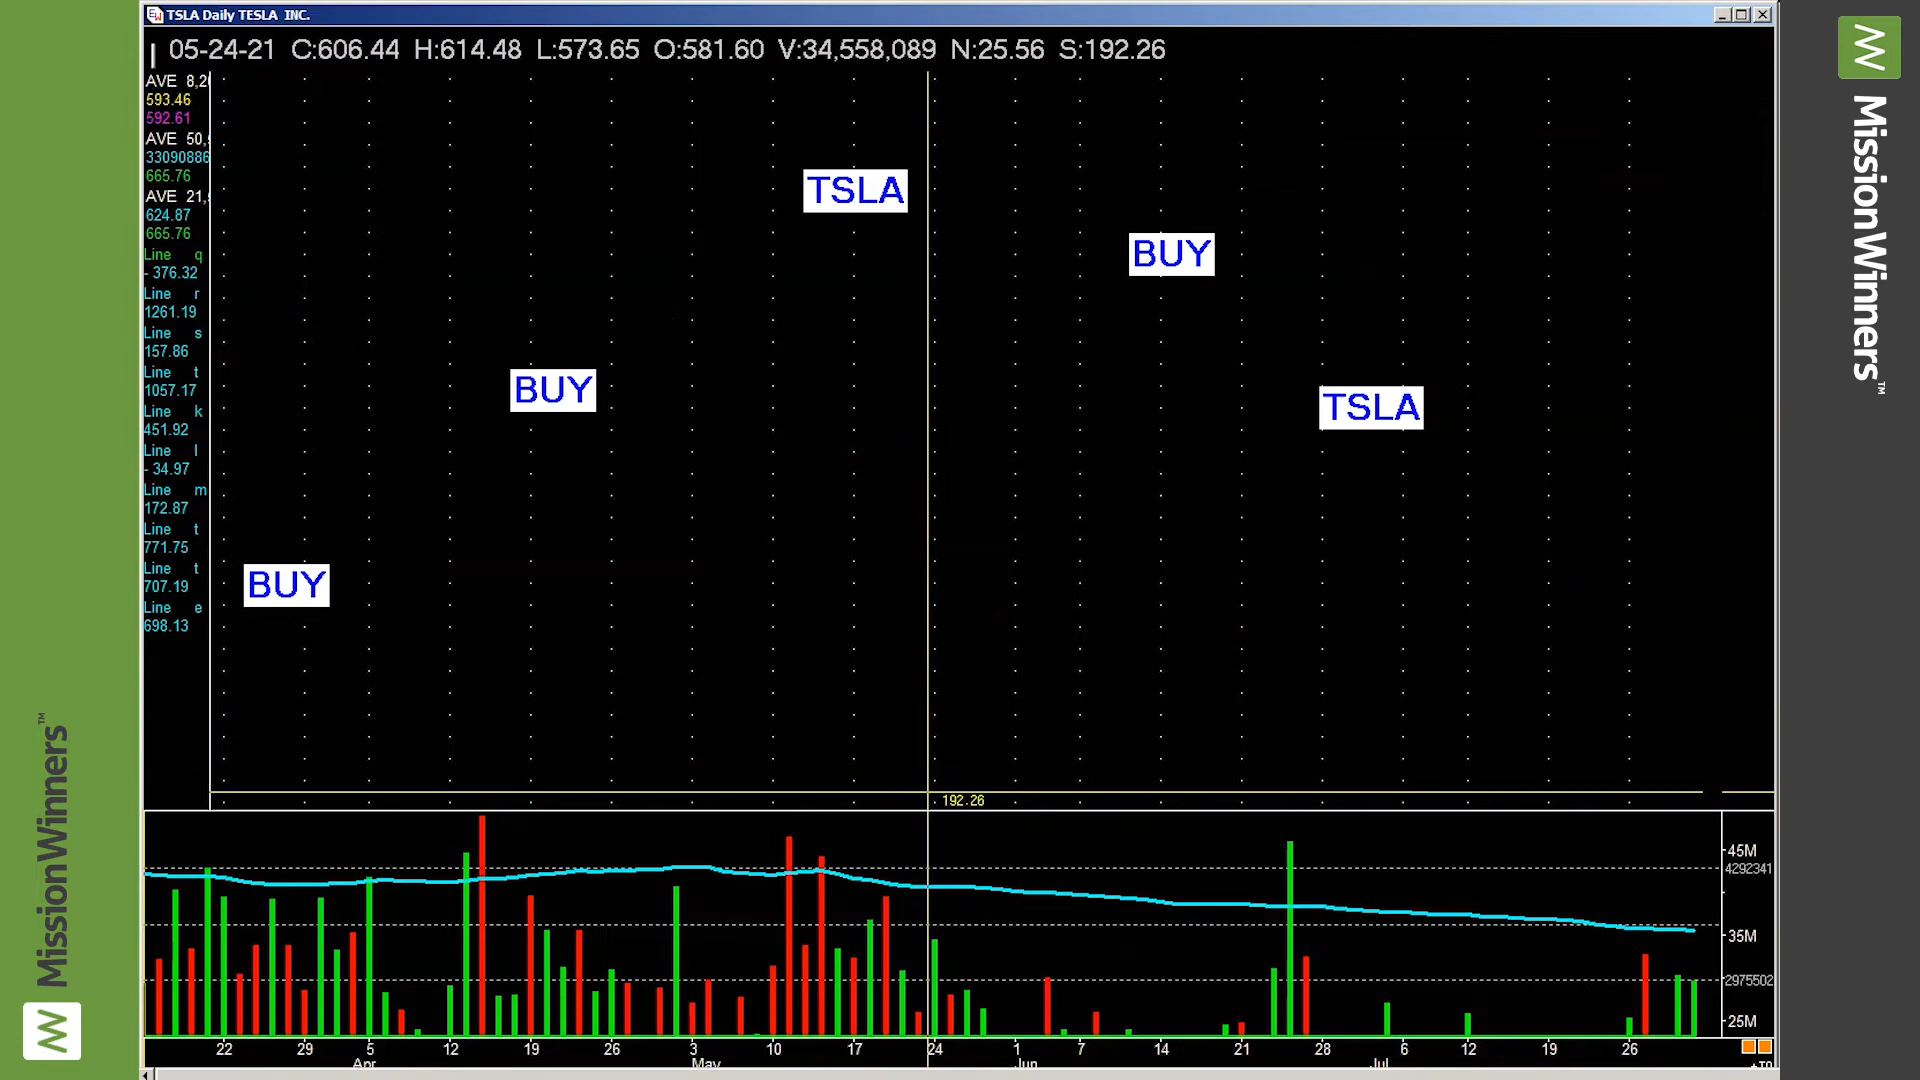 TSLA Daily TESLA INC.
05-24-21 C:606.44 H:614.48 L:573.65 O:581.60 V:34,558,089 N:25.56 S:192.26
AVE 8,2
593.46
592.61
AVE 50,
33090886
665.76
AVE 21,
624.87
665.76
Line q
- 376.32
Line r
1261.19
Line s
157.86
Line t
1057.17
Line k
451.92
Line l
- 34.97
Line m
172.87
Line t
771.75
Line t
707.19
Line e
698.13
TSLA
BUY
BUY
TSLA
BUY
192.26
45M
4292341
35M
2975502
25M
22 29 5 12 19 26 3 10 17 24 1 7 14 21 28 6 12 19 26
Apr May Jun Jul
MissionWinners™
MissionWinners™